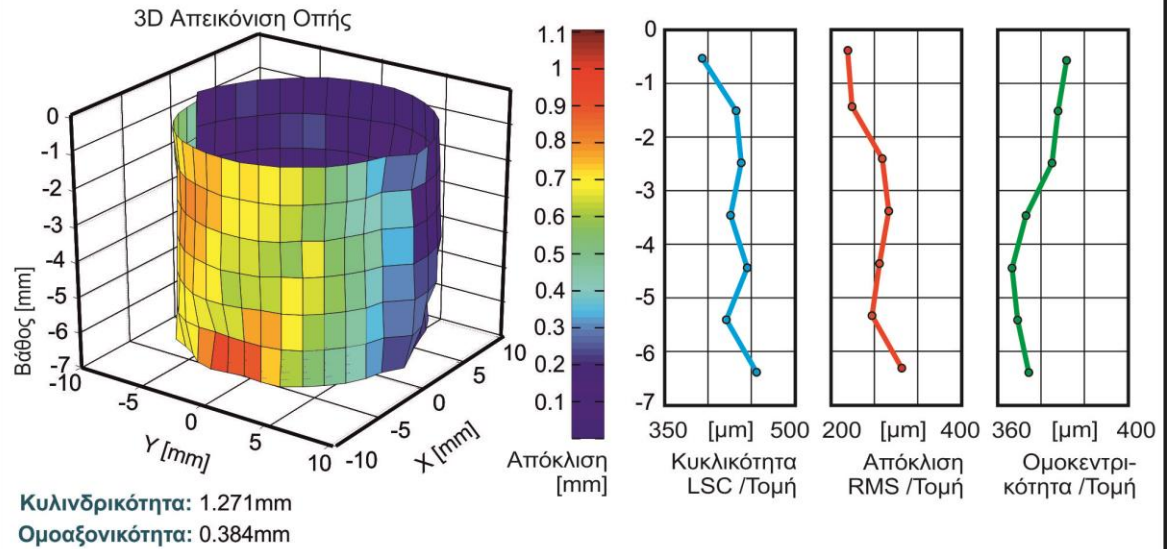 3D Απεικόνιση Οπής
0
-1
-2
-3
-4
-5
-6
-7
Βάθος [mm]
-10
-5
0
5
10
Y [mm]
-10
-5
0
5
10
X [mm]
1.1
1
0.9
0.8
0.7
0.6
0.5
0.4
0.3
0.2
0.1
Απόκλιση
[mm]
0
-1
-2
-3
-4
-5
-6
-7
350 [µm] 500
Κυκλικότητα
LSC /Τομή
200 [µm] 400
Απόκλιση
RMS /Τομή
360 [µm] 400
Ομοκεντρι-
κότητα /Τομή
Κυλινδρικότητα: 1.271mm
Ομοαξονικότητα: 0.384mm